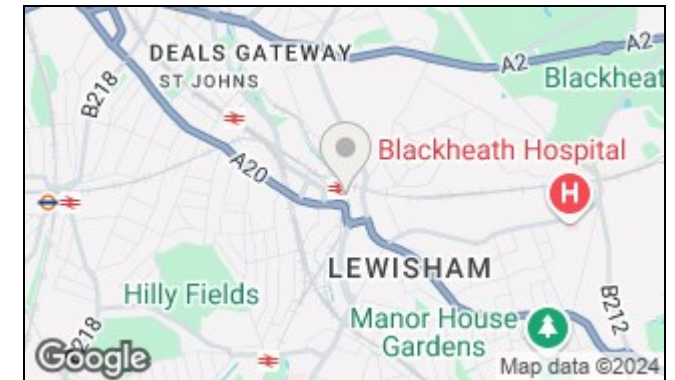 DEALS GATEWAY
A2
A2
ST JOHNS
Blackheat
B218
Blackheath Hospital
A20
H
LEWISHAM
Hilly Fields
B212
Manor House
Gardens
B218
Google
Map data ©2024